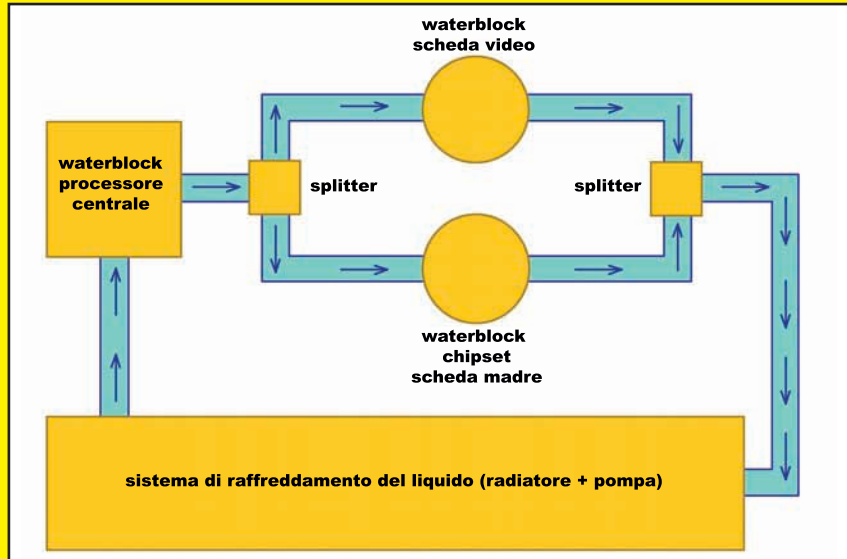 waterblock
scheda video
waterblock
processore
centrale
splitter
splitter
waterblock
chipset
scheda madre
sistema di raffreddamento del liquido (radiatore + pompa)